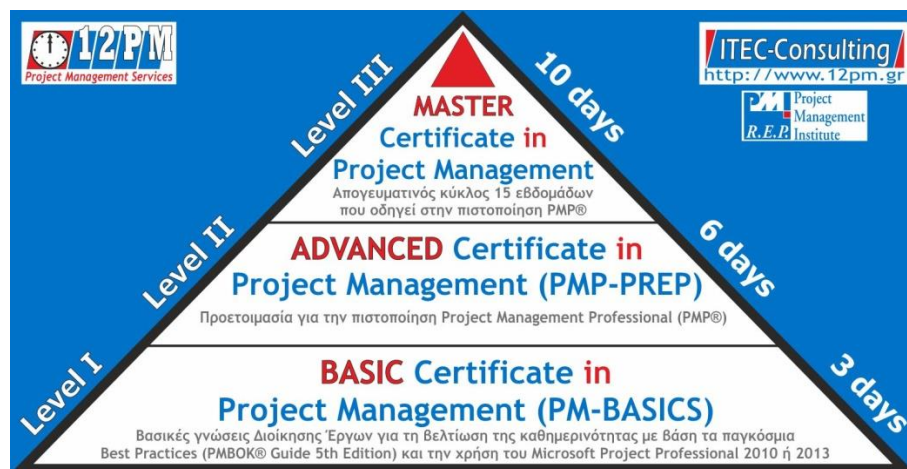 12PM
Project Management Services
ITEC-Consulting
http://www.12pm.gr
PMI Project
Management
R.E.P. Institute
Level III
10 days
MASTER
Certificate in
Project Management
Απογευματινός κύκλος 15 εβδομάδων
που οδηγεί στην πιστοποίηση PMP®
Level II
6 days
ADVANCED Certificate in
Project Management (PMP-PREP)
Προετοιμασία για την πιστοποίηση Project Management Professional (PMP®)
Level I
3 days
BASIC Certificate in
Project Management (PM-BASICS)
Βασικές γνώσεις Διοίκησης Έργων για τη βελτίωση της καθημερινότητας με βάση τα παγκόσμια
Best Practices (PMBOK® Guide 5th Edition) και την χρήση του Microsoft Project Professional 2010 ή 2013